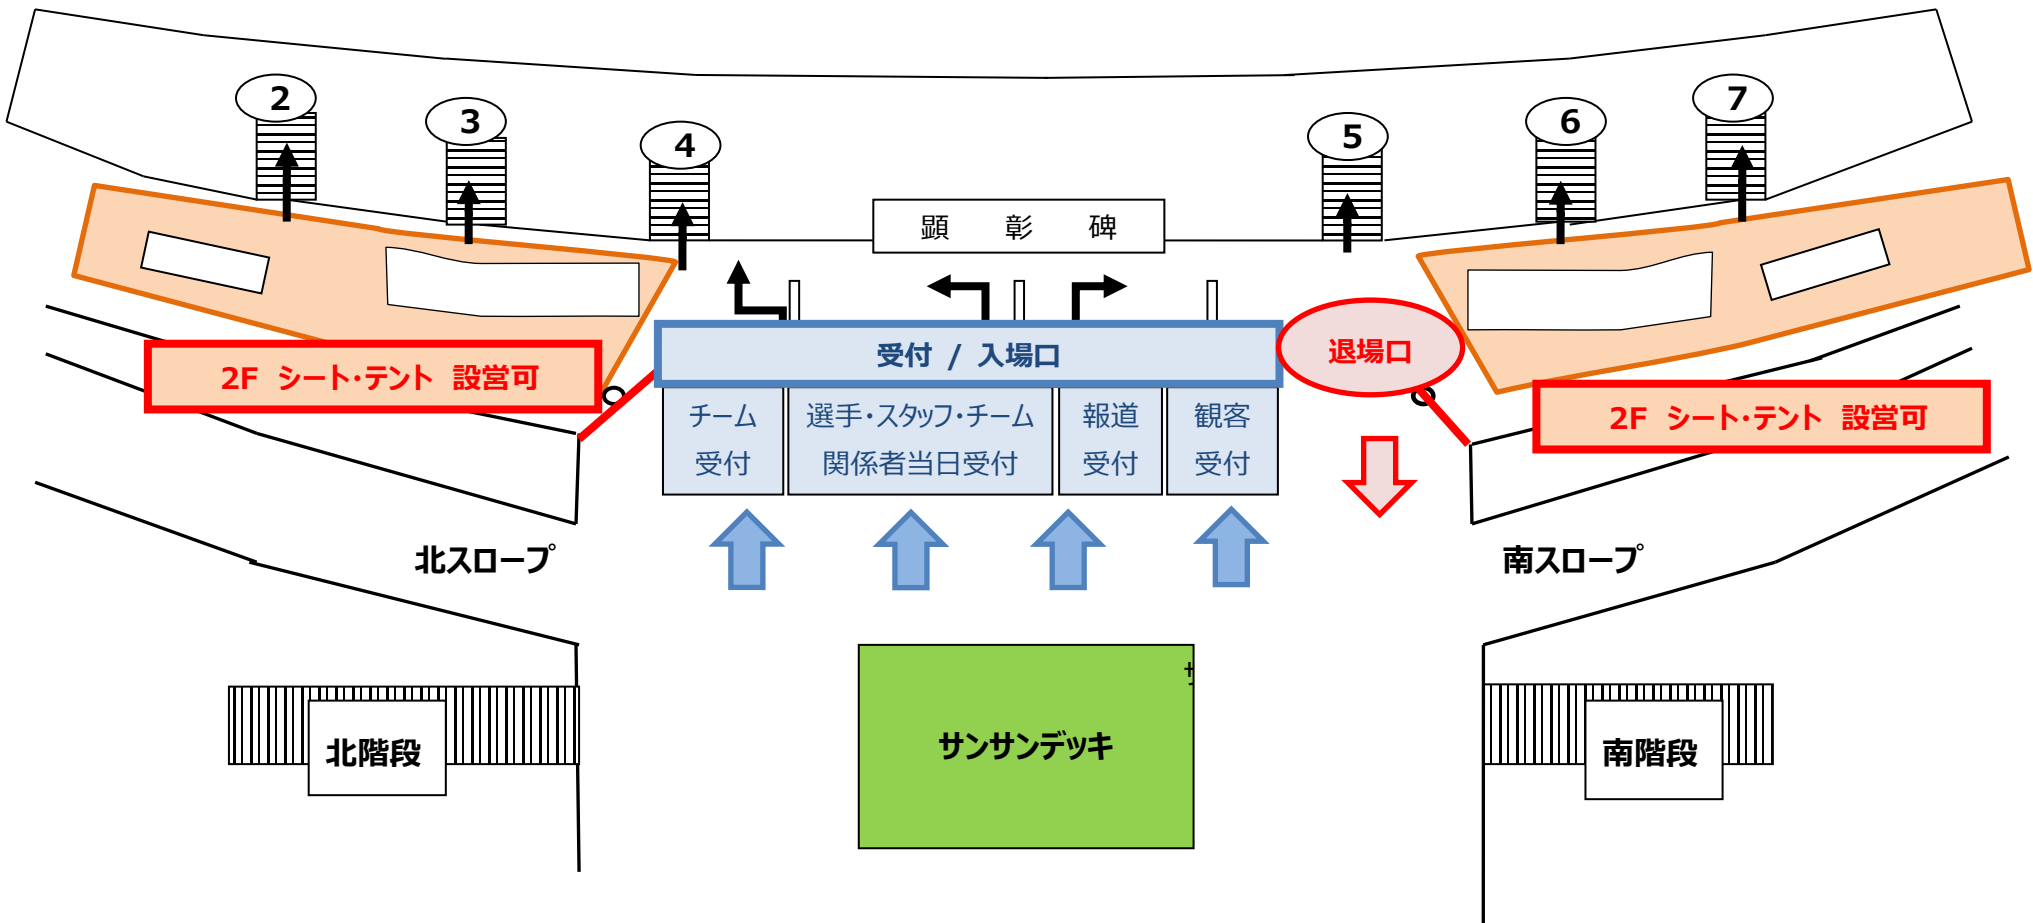 2
3
4
5
6
7
顕 彰 碑
受付 / 入場口
退場口
2F シート・テント 設営可
2F シート・テント 設営可
チーム
受付
選手・スタッフ・チーム
関係者当日受付
報道
受付
観客
受付
北スロープ
南スロープ
サンサンデッキ
北階段
南階段